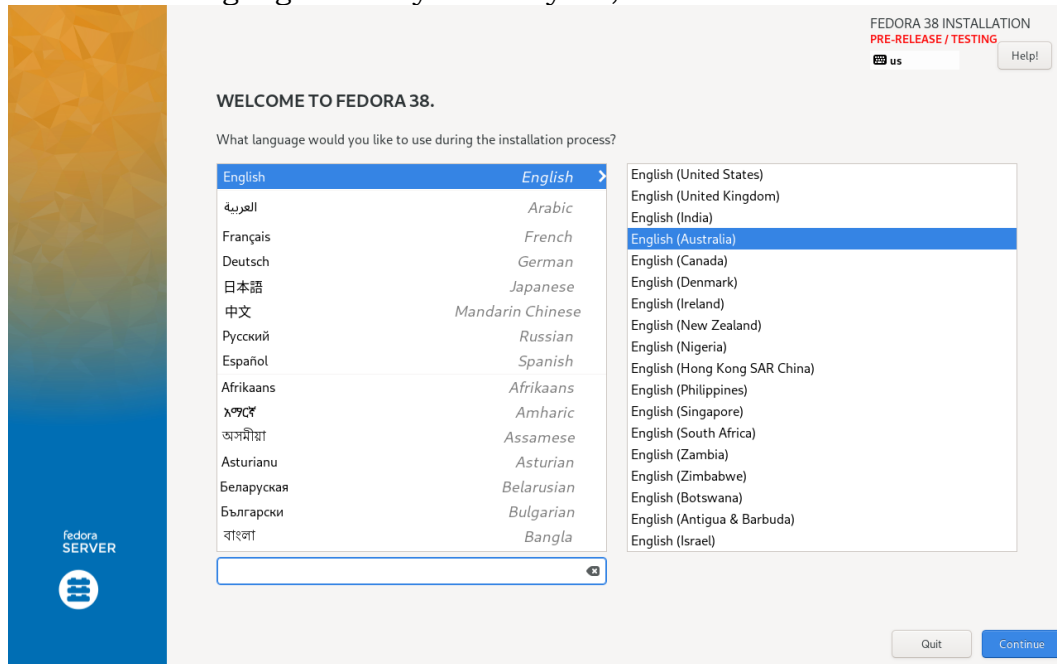 FEDORA 38 INSTALLATION
PRE-RELEASE / TESTING
us
Help!
WELCOME TO FEDORA 38.
What language would you like to use during the installation process?
English English
العربية Arabic
Français French
Deutsch German
日本語 Japanese
中文 Mandarin Chinese
Русский Russian
Español Spanish
Afrikaans Afrikaans
አማርኛ Amharic
অসমীয়া Assamese
Asturianu Asturian
Беларуская Belarusian
Български Bulgarian
বাংলা Bangla
English (United States)
English (United Kingdom)
English (India)
English (Australia)
English (Canada)
English (Denmark)
English (Ireland)
English (New Zealand)
English (Nigeria)
English (Hong Kong SAR China)
English (Philippines)
English (Singapore)
English (South Africa)
English (Zambia)
English (Zimbabwe)
English (Botswana)
English (Antigua & Barbuda)
English (Israel)
fedora
SERVER
Quit
Continue